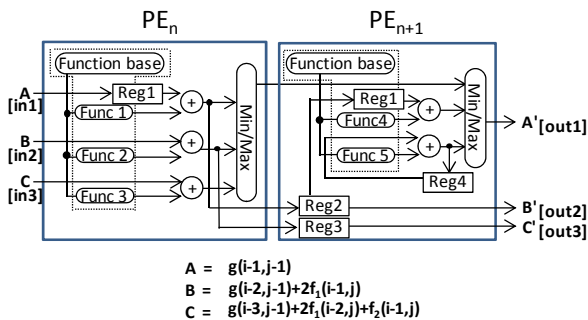 PEn PEn+1
Function base Function base
A [in1] Reg1 + Min/Max Reg1 Min/Max
Func 1 Func4 + A' [out1]
B [in2] + Func 5 +
Func 2 Reg4
C [in3] +
Func 3 Reg2 B' [out2]
Reg3 C' [out3]
A = g(i-1,j-1)
B = g(i-2,j-1)+2f1(i-1,j)
C = g(i-3,j-1)+2f1(i-2,j)+f2(i-1,j)